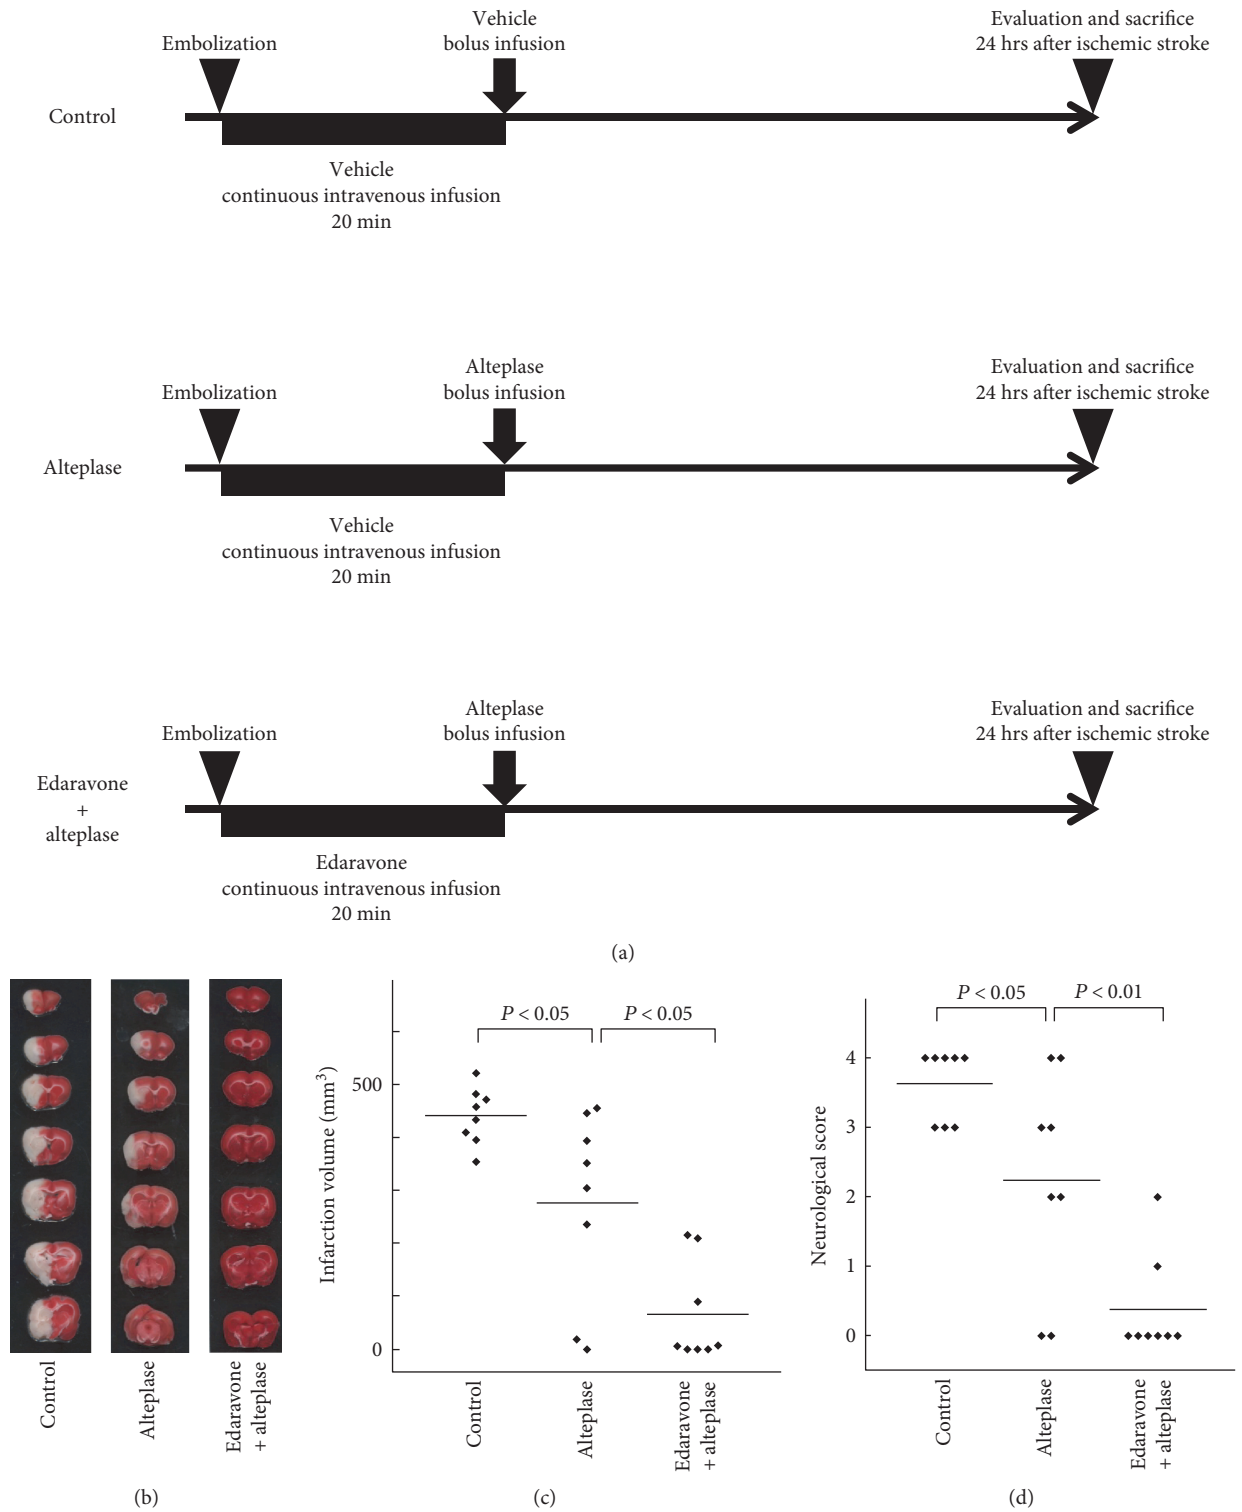 Vehicle
bolus infusion
Evaluation and sacrifice
24 hrs after ischemic stroke
Embolization
Control
Vehicle
continuous intravenous infusion
20 min
Alteplase
bolus infusion
Evaluation and sacrifice
24 hrs after ischemic stroke
Embolization
Alteplase
Vehicle
continuous intravenous infusion
20 min
Alteplase
bolus infusion
Evaluation and sacrifice
24 hrs after ischemic stroke
Embolization
Edaravone
+
alteplase
Edaravone
continuous intravenous infusion
20 min
(a)
Control
Alteplase
Edaravone
+ alteplase
(b)
P < 0.05
P < 0.05
Infarction volume (mm³)
500
0
Control
Alteplase
Edaravone
+ alteplase
(c)
P < 0.05
P < 0.01
Neurological score
4
3
2
1
0
Control
Alteplase
Edaravone
+ alteplase
(d)